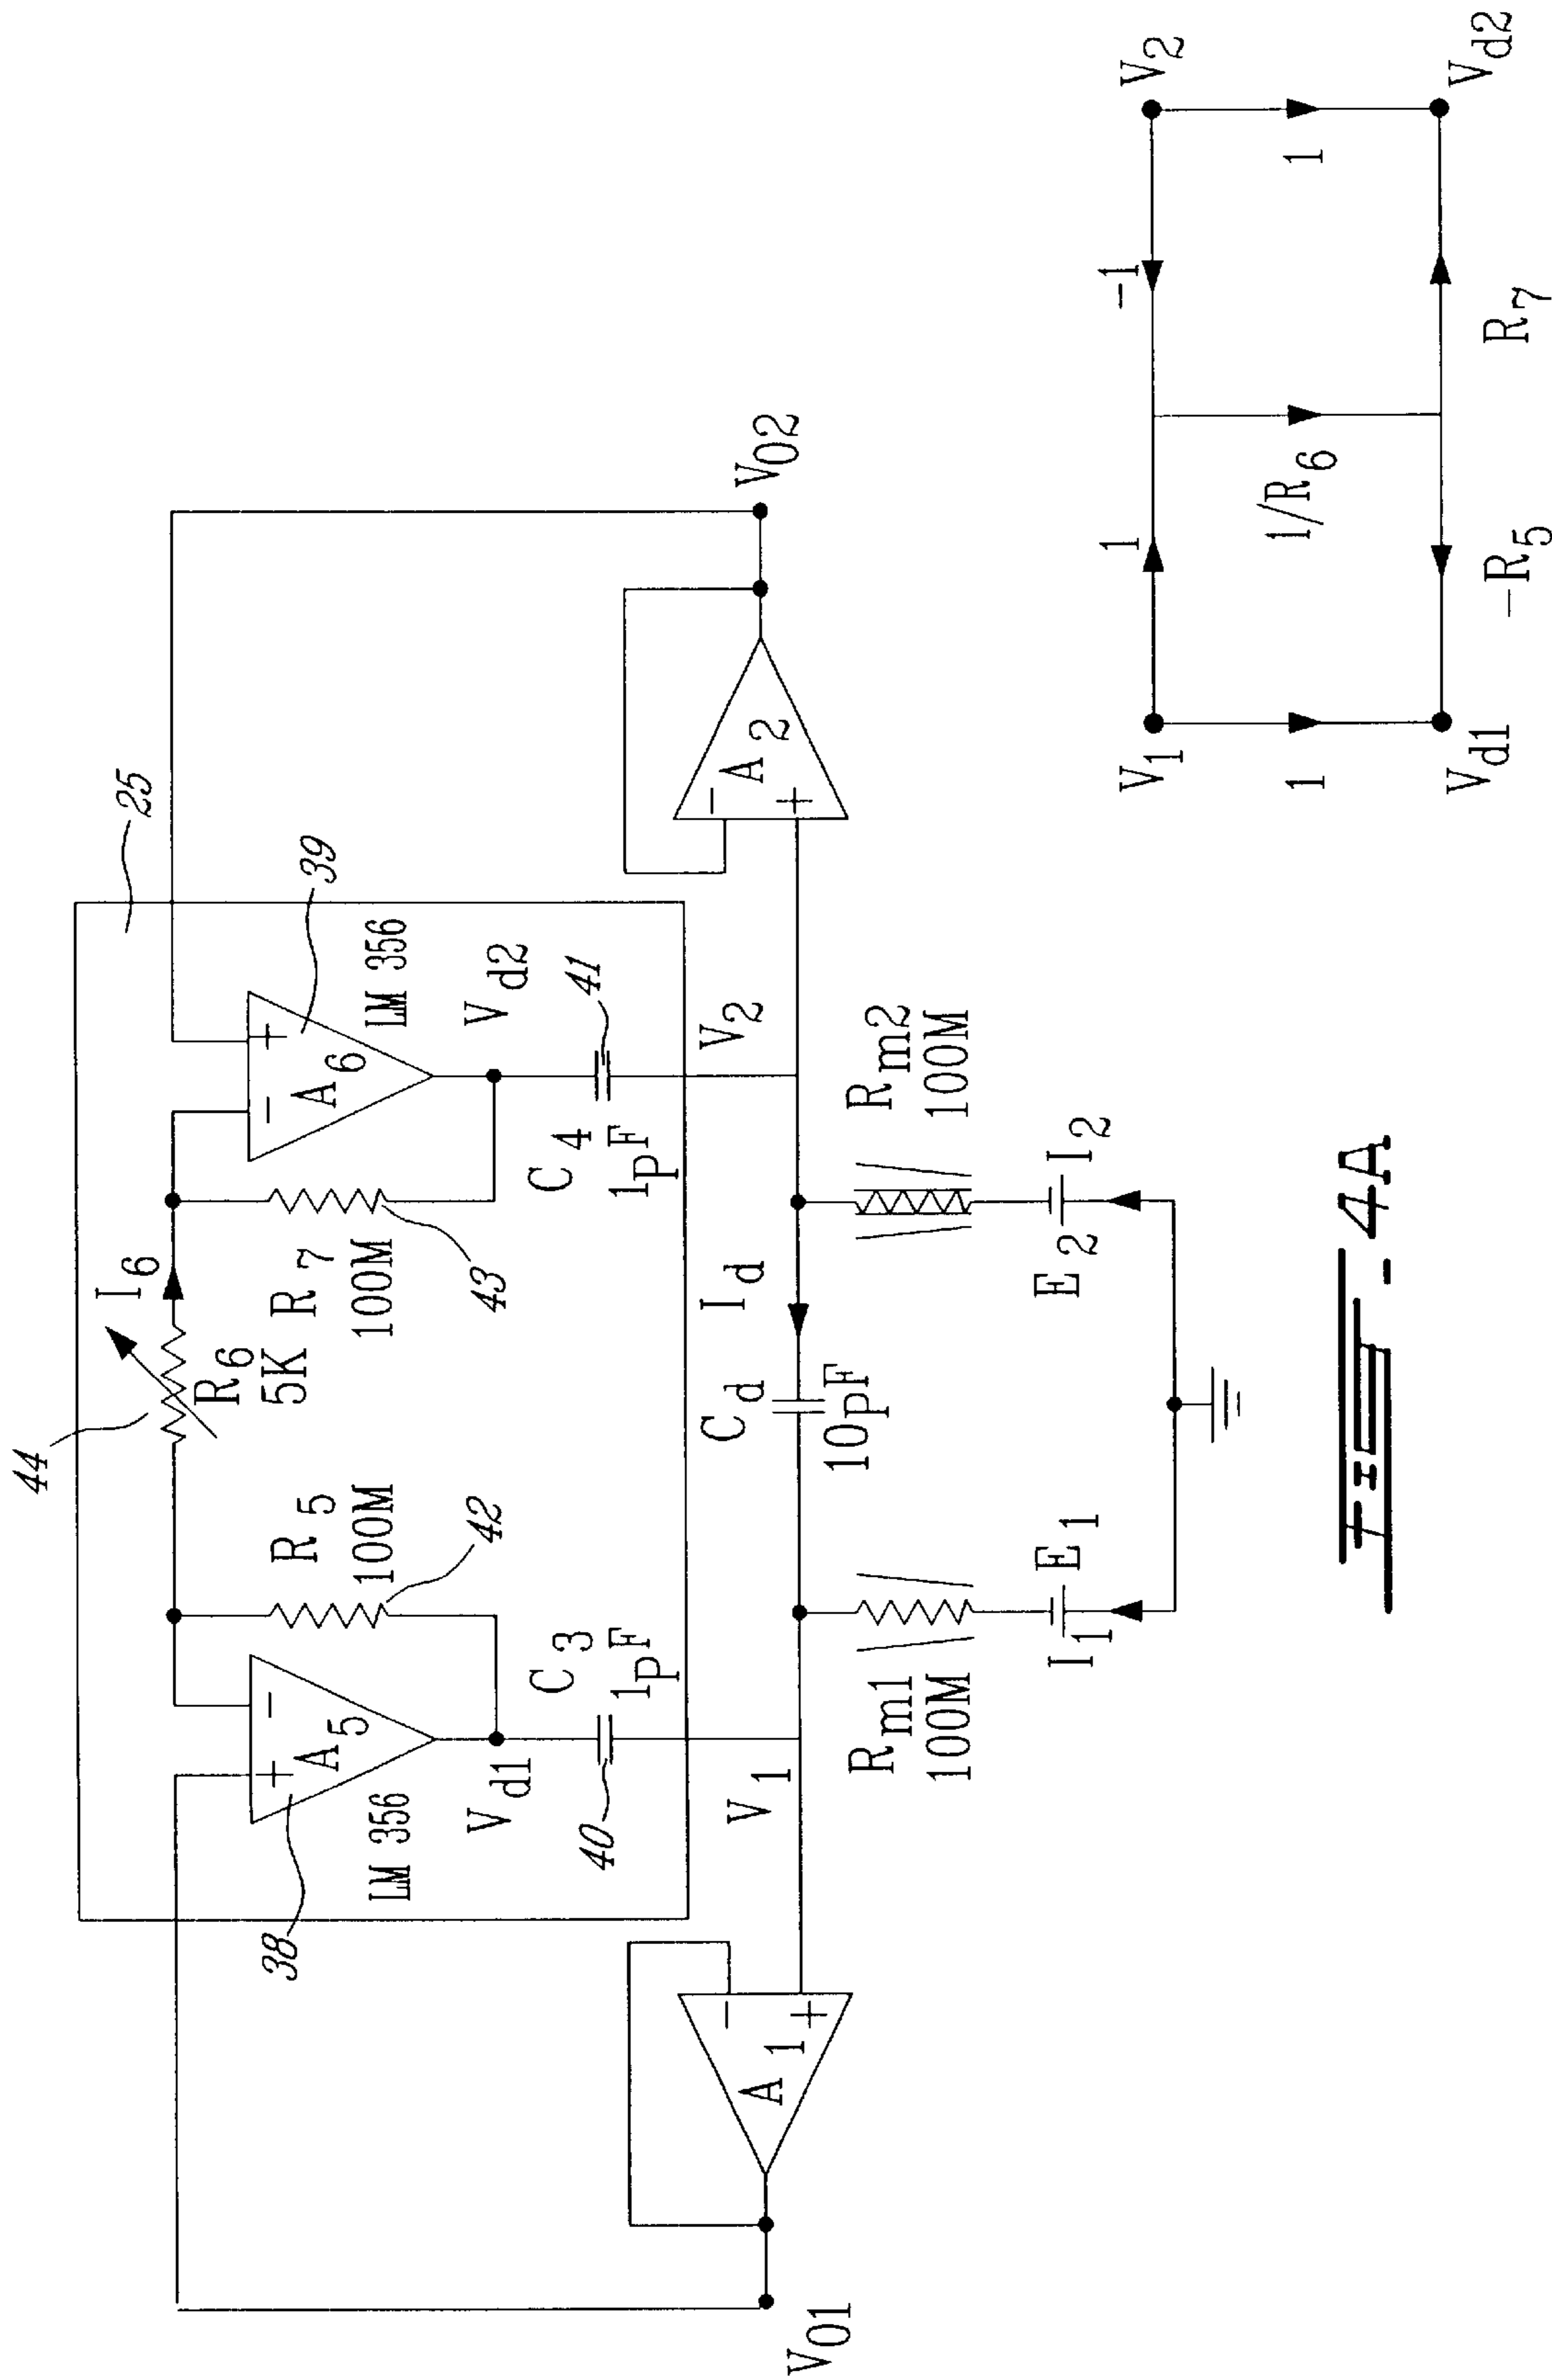 25
44
I6
R6
5K
R5
100M
42
R7
100M
43
+
-
A5
LM 356
38
Vd1
-
+
A6
LM 356
39
Vd2
C3
1pF
40
C4
1pF
41
V1
V2
Id
Cd
10pF
-
+
A1
VO1
-
+
A2
VO2
Rm1
100M
Rm2
100M
I1
E1
E2
I2
V1
1
-1
V2
1
1/R6
1
Vd1
-R5
R7
Vd2
FIG - 4A